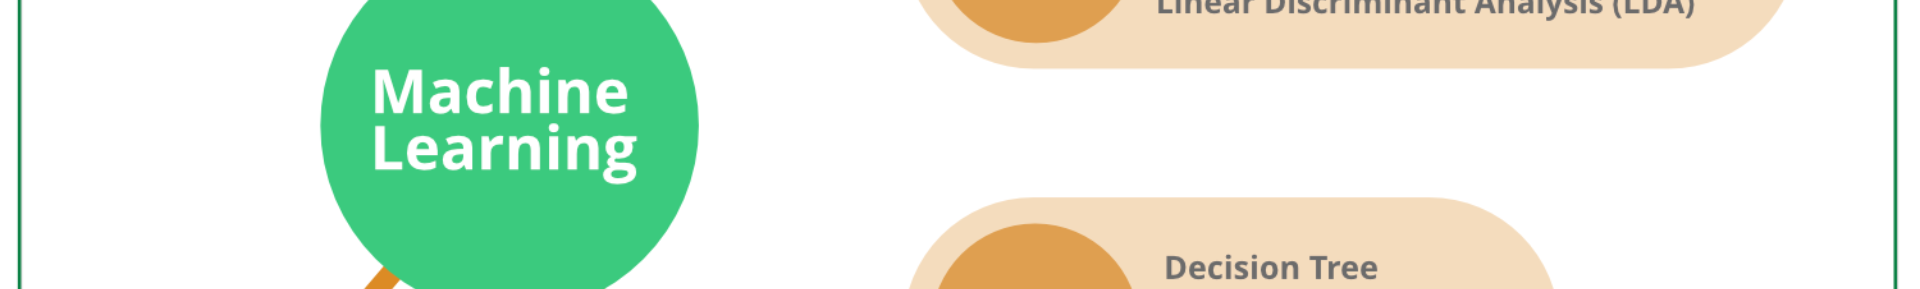 Linear Discriminant Analysis (LDA)
Machine
Learning
Decision Tree